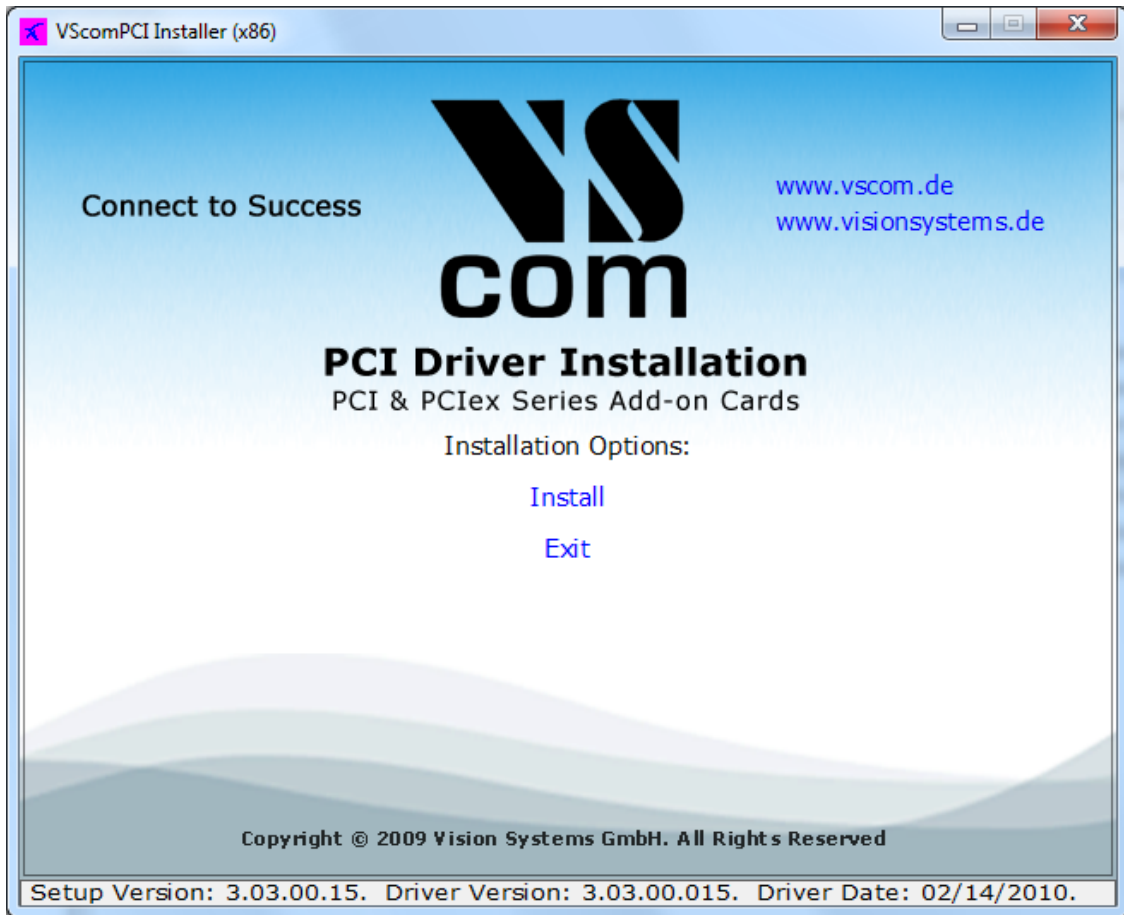 VScomPCI Installer (x86)
Connect to Success
VS
com
www.vscom.de
www.visionsystems.de
PCI Driver Installation
PCI & PCIex Series Add-on Cards
Installation Options:
Install
Exit
Copyright © 2009 Vision Systems GmbH. All Rights Reserved
Setup Version: 3.03.00.15. Driver Version: 3.03.00.015. Driver Date: 02/14/2010.